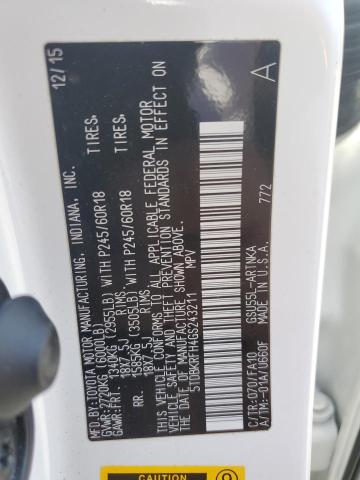 12/15
MFD. BY: TOYOTA MOTOR MANUFACTURING, INDIANA, INC.
GVWR: 2720KG (6000LB)
GAWR: FRT. 1340KG (2955LB) WITH P245/60R18 TIRES,
18X7.5J RIMS
RR. 1585KG (3505LB) WITH P245/60R18 TIRES,
18X7.5J RIMS
THIS VEHICLE CONFORMS TO ALL APPLICABLE FEDERAL MOTOR
VEHICLE SAFETY AND THEFT PREVENTION STANDARDS IN EFFECT
ON THE DATE OF MANUFACTURE SHOWN ABOVE.
5TDBKRFH4GS243211
MPV
A
C/TR:070/FA10 GSU55L-ARTNKA
A/TM:-01A/U660F
MADE IN U.S.A. 772
CAUTION